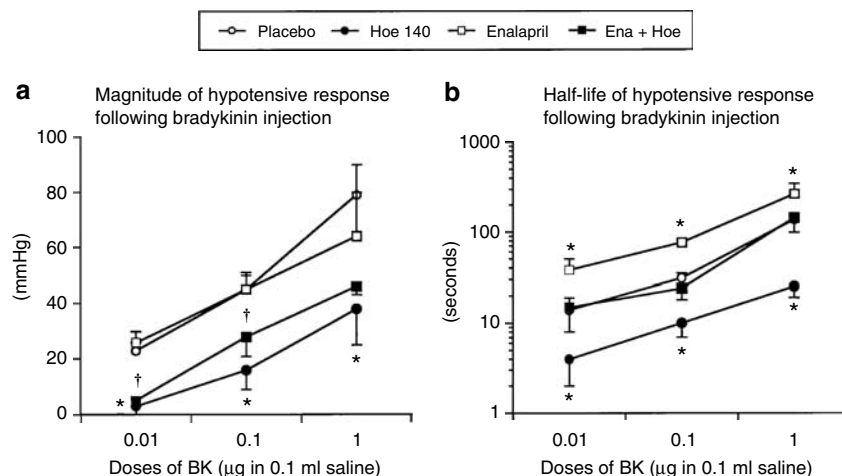 Placebo Hoe 140 Enalapril Ena + Hoe
a Magnitude of hypotensive response
following bradykinin injection
100
80
60
40
20
0
(mmHg)
†
†
*
*
*
0.01 0.1 1
Doses of BK (µg in 0.1 ml saline)
b Half-life of hypotensive response
following bradykinin injection
1000
100
10
1
(seconds)
*
*
*
*
*
*
0.01 0.1 1
Doses of BK (µg in 0.1 ml saline)